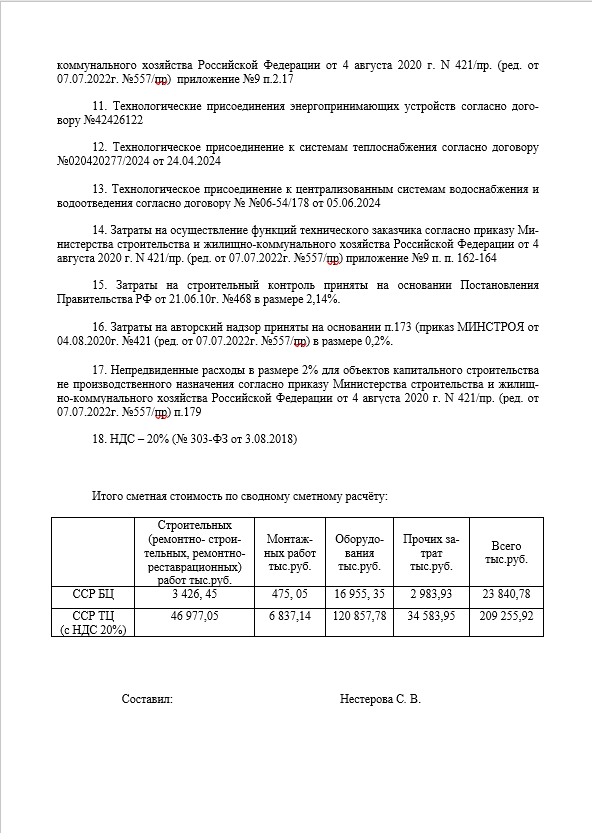 коммунального хозяйства Российской Федерации от 4 августа 2020 г. N 421/пр. (ред. от
07.07.2022г. №557/пр) приложение №9 п.2.17
11. Технологические присоединения энергопринимающих устройств согласно дого-
вору №42426122
12. Технологическое присоединение к системам теплоснабжения согласно договору
№020420277/2024 от 24.04.2024
13. Технологическое присоединение к централизованным системам водоснабжения и
водоотведения согласно договору № №06-54/178 от 05.06.2024
14. Затраты на осуществление функций технического заказчика согласно приказу Ми-
нистерства строительства и жилищно-коммунального хозяйства Российской Федерации от 4
августа 2020 г. N 421/пр. (ред. от 07.07.2022г. №557/пр) приложение №9 п. п. 162-164
15. Затраты на строительный контроль приняты на основании Постановления
Правительства РФ от 21.06.10г. №468 в размере 2,14%.
16. Затраты на авторский надзор приняты на основании п.173 (приказ МИНСТРОЯ от
04.08.2020г. №421 (ред. от 07.07.2022г. №557/пр) в размере 0,2%.
17. Непредвиденные расходы в размере 2% для объектов капитального строительства
не производственного назначения согласно приказу Министерства строительства и жилищ-
но-коммунального хозяйства Российской Федерации от 4 августа 2020 г. N 421/пр. (ред. от
07.07.2022г. №557/пр) п.179
18. НДС – 20% (№ 303-ФЗ от 3.08.2018)
Итого сметная стоимость по сводному сметному расчёту:
Строительных
(ремонтно- строи-
тельных, ремонтно-
реставрационных)
работ тыс.руб.
Монтаж-
ных работ
тыс.руб.
Оборудо-
вания
тыс.руб.
Прочих за-
трат
тыс.руб.
Всего
тыс.руб.
ССР БЦ 3 426, 45 475, 05 16 955, 35 2 983,93 23 840,78
ССР ТЦ 46 977,05 6 837,14 120 857,78 34 583,95 209 255,92
(с НДС 20%)
Составил: Нестерова С. В.